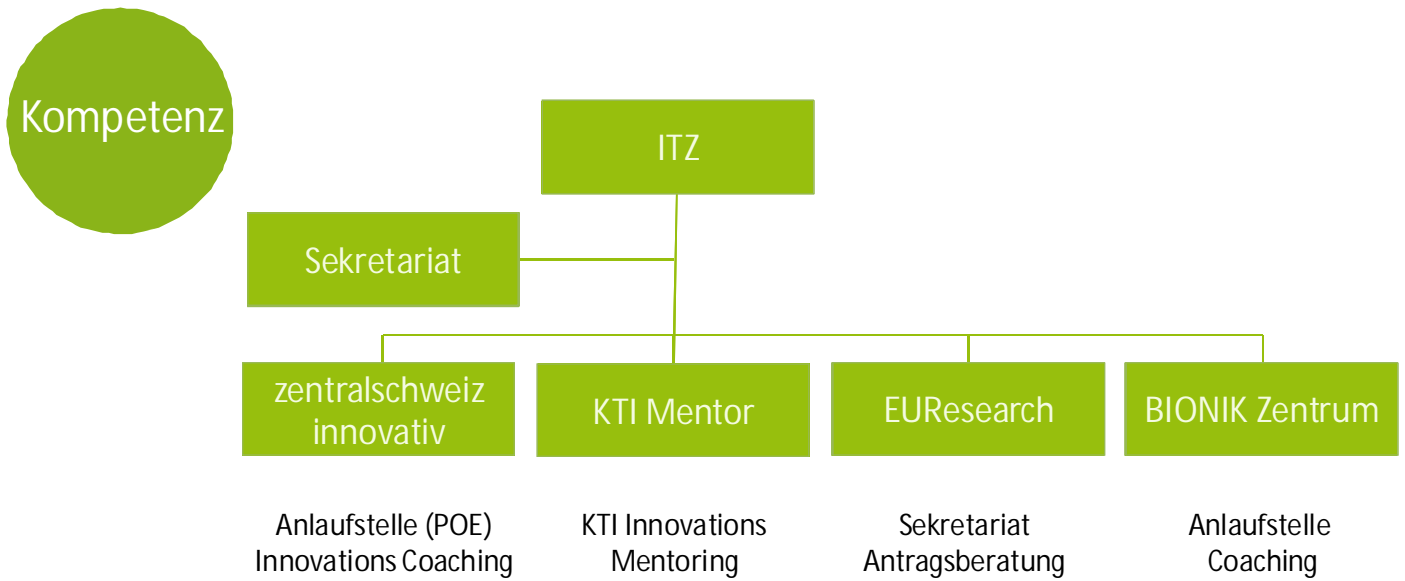 Kompetenz
ITZ
Sekretariat
zentralschweiz
innovativ
KTI Mentor
EUResearch
BIONIK Zentrum
Anlaufstelle (POE)
Innovations Coaching
KTI Innovations
Mentoring
Sekretariat
Antragsberatung
Anlaufstelle
Coaching